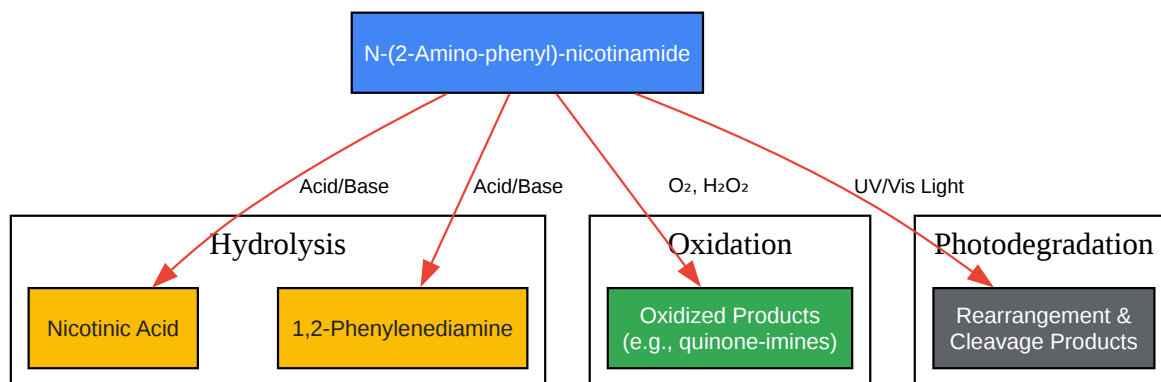 N-(2-Amino-phenyl)-nicotinamide
Acid/Base
Acid/Base
O₂, H₂O₂
UV/Vis Light
Hydrolysis
Oxidation
Photodegradation
Nicotinic Acid
1,2-Phenylenediamine
Oxidized Products
(e.g., quinone-imines)
Rearrangement &
Cleavage Products